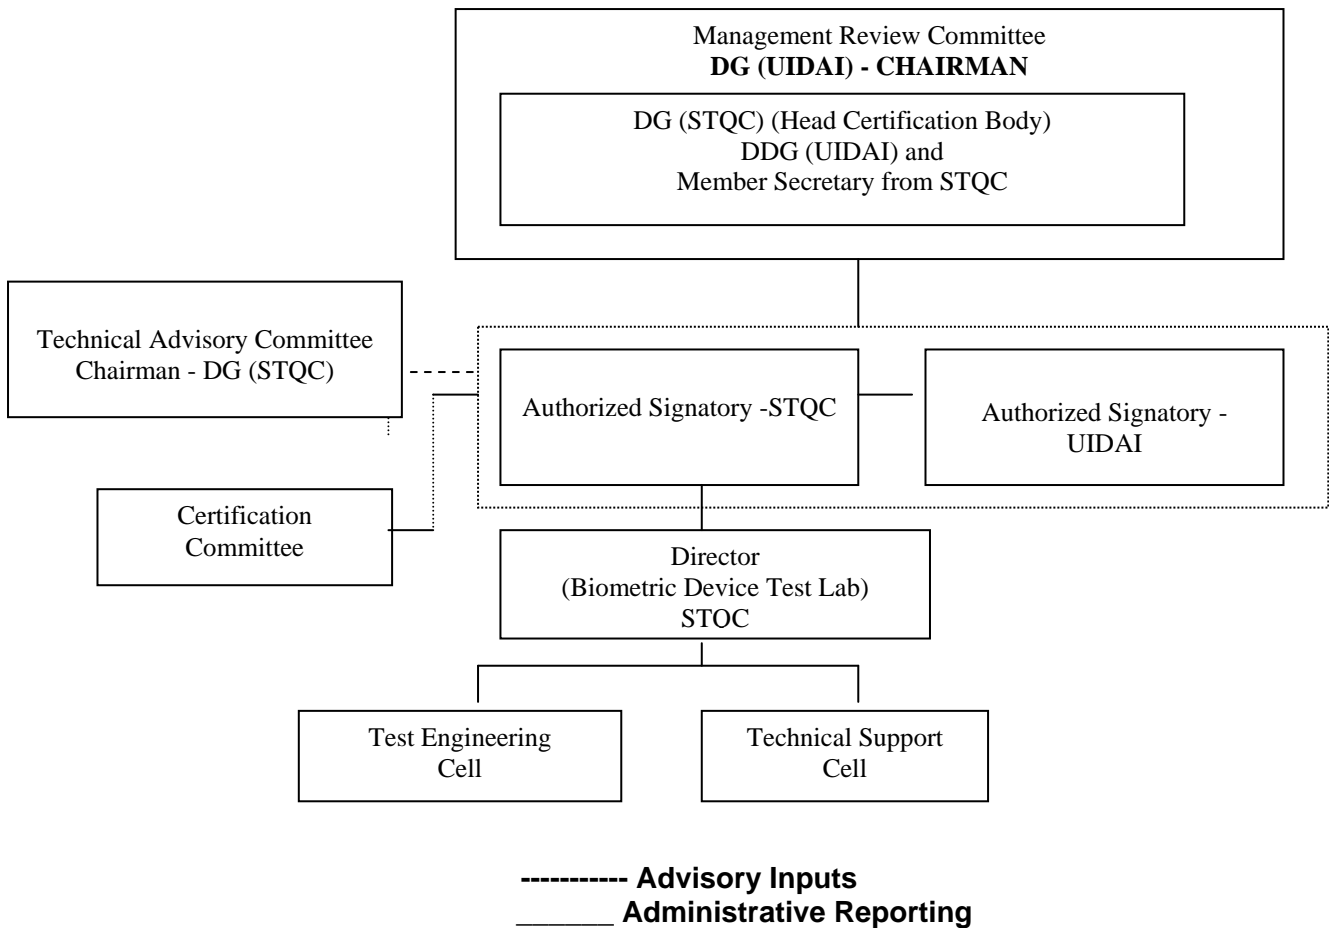 Management Review Committee
DG (UIDAI) - CHAIRMAN
DG (STQC) (Head Certification Body)
DDG (UIDAI) and
Member Secretary from STQC
Technical Advisory Committee
Chairman - DG (STQC)
Authorized Signatory -STQC
Authorized Signatory -
UIDAI
Certification
Committee
Director
(Biometric Device Test Lab)
STQC
Test Engineering
Cell
Technical Support
Cell
----------- Advisory Inputs
______ Administrative Reporting